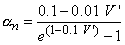 αₙ = (0.1 − 0.01 V') / (e^(1−0.1 V') − 1)